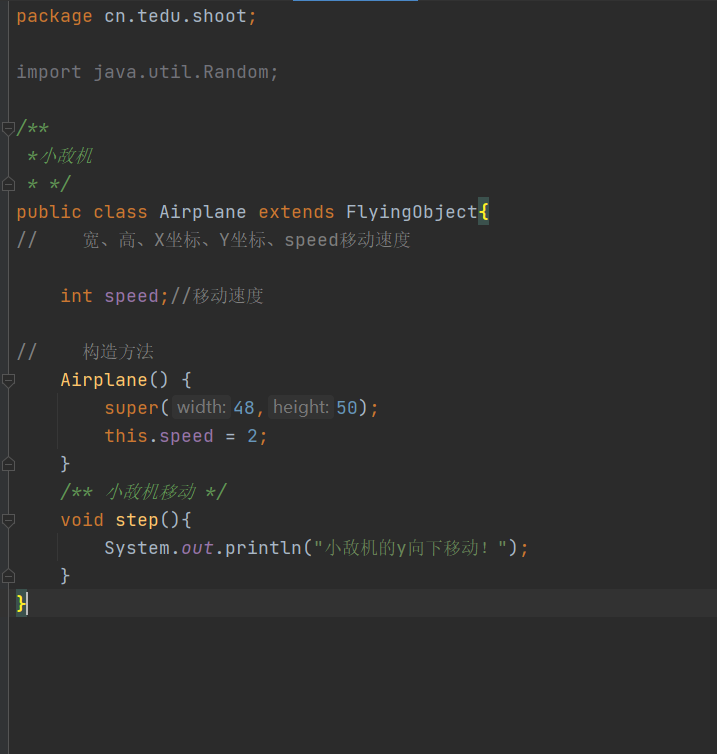 package cn.tedu.shoot;
import java.util.Random;
/**
*小敌机
* */
public class Airplane extends FlyingObject{
//    宽、高、X坐标、Y坐标、speed移动速度
int speed;//移动速度
//    构造方法
Airplane() {
super( width: 48, height: 50);
this.speed = 2;
}
/** 小敌机移动 */
void step(){
System.out.println("小敌机的y向下移动！");
}
}